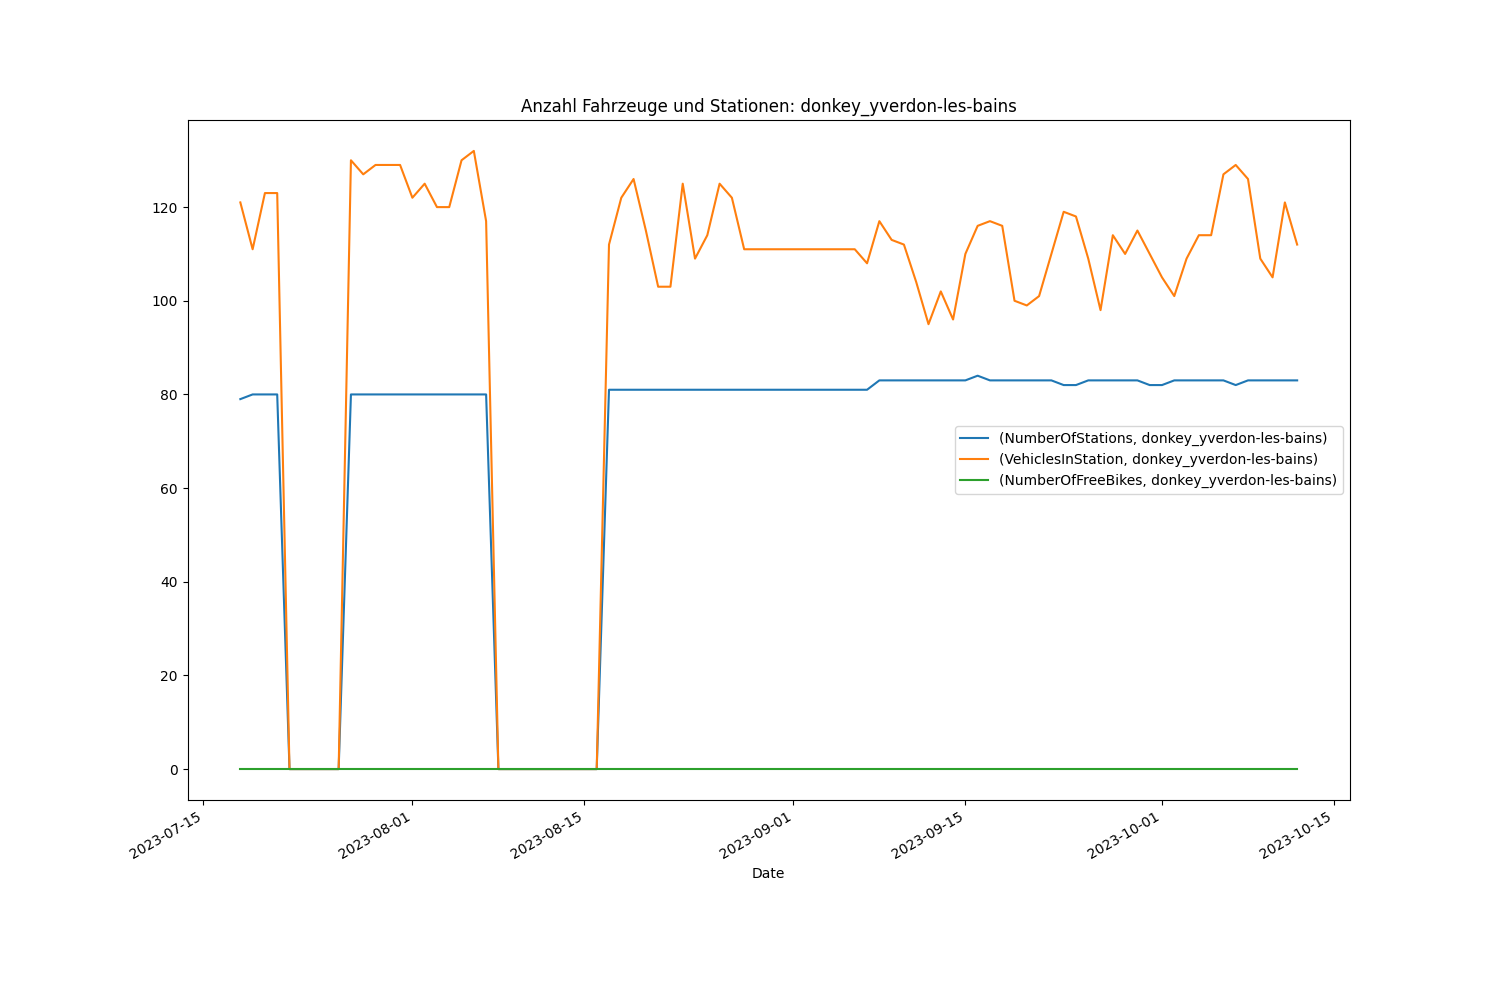 Anzahl Fahrzeuge und Stationen: donkey_yverdon-les-bains
120
100
80
60
40
20
0
(NumberOfStations, donkey_yverdon-les-bains)
(VehiclesInStation, donkey_yverdon-les-bains)
(NumberOfFreeBikes, donkey_yverdon-les-bains)
2023-07-15
2023-08-01
2023-08-15
2023-09-01
2023-09-15
2023-10-01
2023-10-15
Date